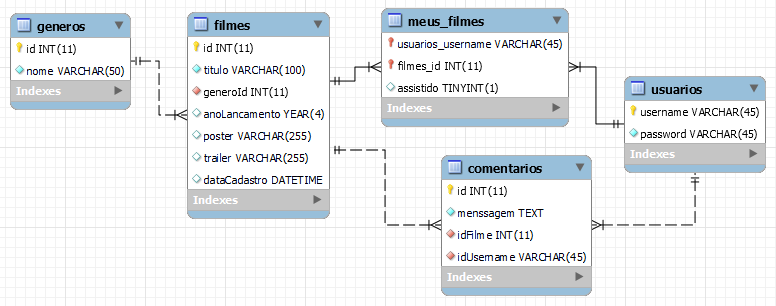 generos
id INT(11)
nome VARCHAR(50)
Indexes
filmes
id INT(11)
titulo VARCHAR(100)
generoId INT(11)
anoLancamento YEAR(4)
poster VARCHAR(255)
trailer VARCHAR(255)
dataCadastro DATETIME
Indexes
meus_filmes
usuarios_username VARCHAR(45)
filmes_id INT(11)
assistido TINYINT(1)
Indexes
usuarios
username VARCHAR(45)
password VARCHAR(45)
Indexes
comentarios
id INT(11)
menssagem TEXT
idFilme INT(11)
idUsername VARCHAR(45)
Indexes